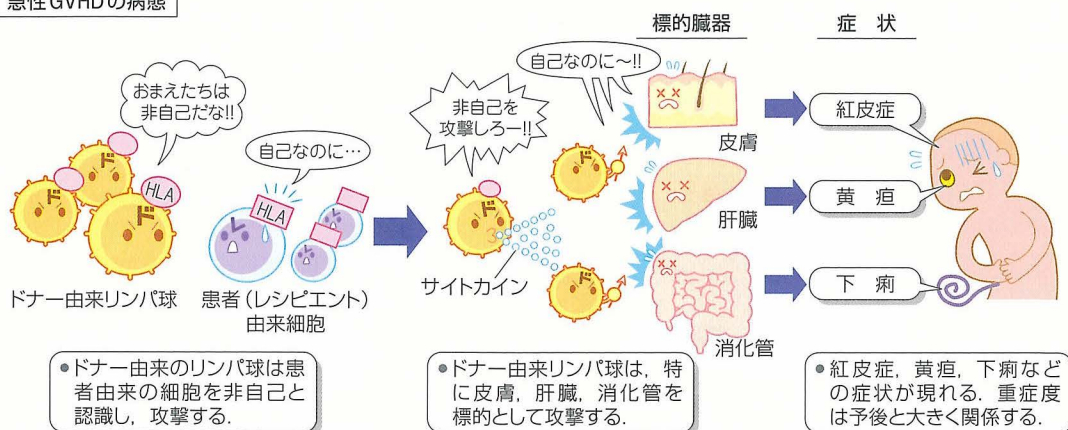 急性GVHDの病態
おまえたちは
非自己だな!!
HLA
ド
ド
ド
自己なのに…
HLA
ドナー由来リンパ球
患者（レシピエント）
由来細胞
●ドナー由来のリンパ球は患
者由来の細胞を非自己と
認識し，攻撃する．
非自己を
攻撃しろー!!
自己なのに〜!!
ド
ド
ド
サイトカイン
標的臓器
皮膚
肝臓
消化管
●ドナー由来リンパ球は，特
に皮膚，肝臓，消化管を
標的として攻撃する．
症 状
紅皮症
黄 疸
下 痢
●紅皮症，黄疸，下痢など
の症状が現れる．重症度
は予後と大きく関係する．